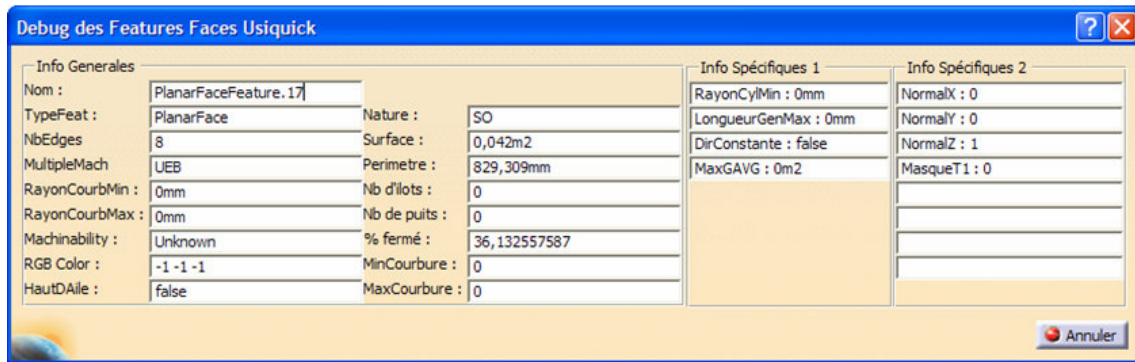 Debug des Features Faces Usiquick
Info Generales
Nom : PlanarFaceFeature.17
TypeFeat : PlanarFace Nature : SO
NbEdges 8 Surface : 0,042m2
MultipleMach UEB Perimetre : 829,309mm
RayonCourbMin : 0mm Nb d'ilots : 0
RayonCourbMax : 0mm Nb de puits : 0
Machinability : Unknown % fermé : 36,132557587
RGB Color : -1 -1 -1 MinCourbure : 0
HautDAile : false MaxCourbure : 0
Info Spécifiques 1
RayonCylMin : 0mm
LongueurGenMax : 0mm
DirConstante : false
MaxGAVG : 0m2
Info Spécifiques 2
NormalX : 0
NormalY : 0
NormalZ : 1
MasqueT1 : 0
Annuler